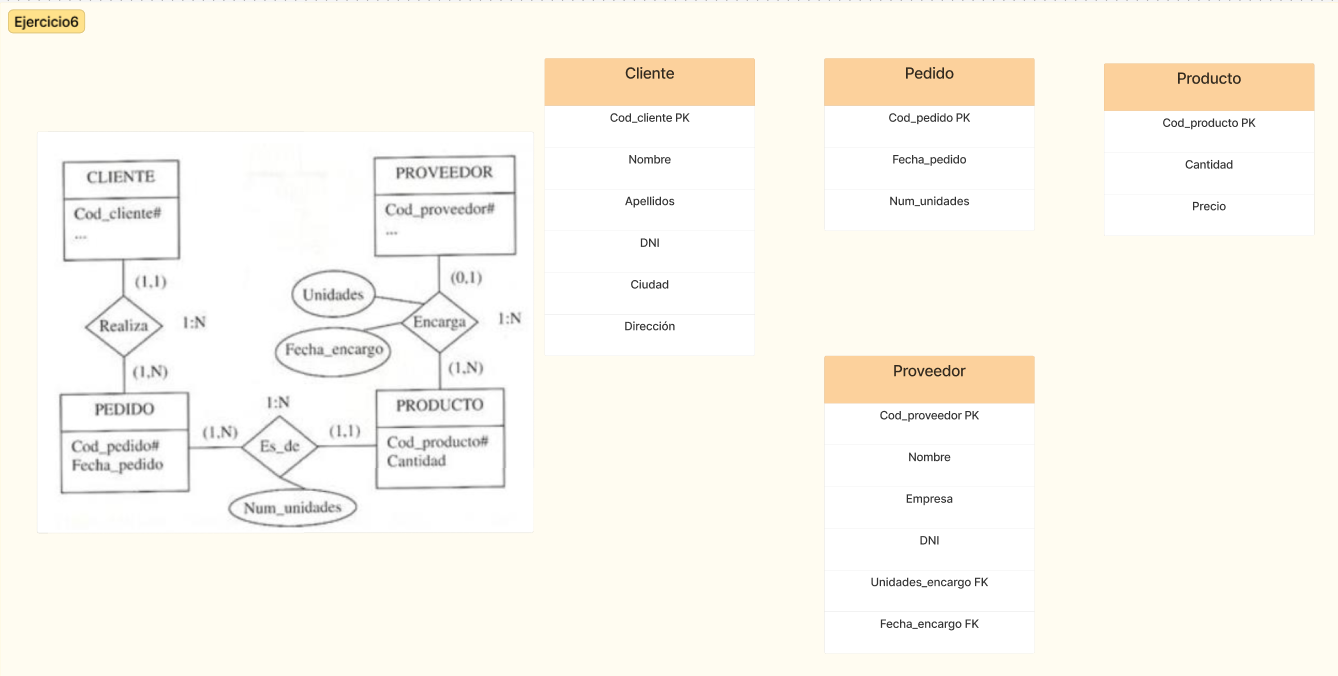 Ejercicio6
CLIENTE
Cod_cliente#
...
PROVEEDOR
Cod_proveedor#
...
(1,1)
(0,1)
Unidades
Realiza
1:N
Encarga
1:N
Fecha_encargo
(1,N)
(1,N)
PEDIDO
Cod_pedido#
Fecha_pedido
1:N
(1,N)
Es_de
(1,1)
PRODUCTO
Cod_producto#
Cantidad
Num_unidades
Cliente
Cod_cliente PK
Nombre
Apellidos
DNI
Ciudad
Dirección
Pedido
Cod_pedido PK
Fecha_pedido
Num_unidades
Producto
Cod_producto PK
Cantidad
Precio
Proveedor
Cod_proveedor PK
Nombre
Empresa
DNI
Unidades_encargo FK
Fecha_encargo FK